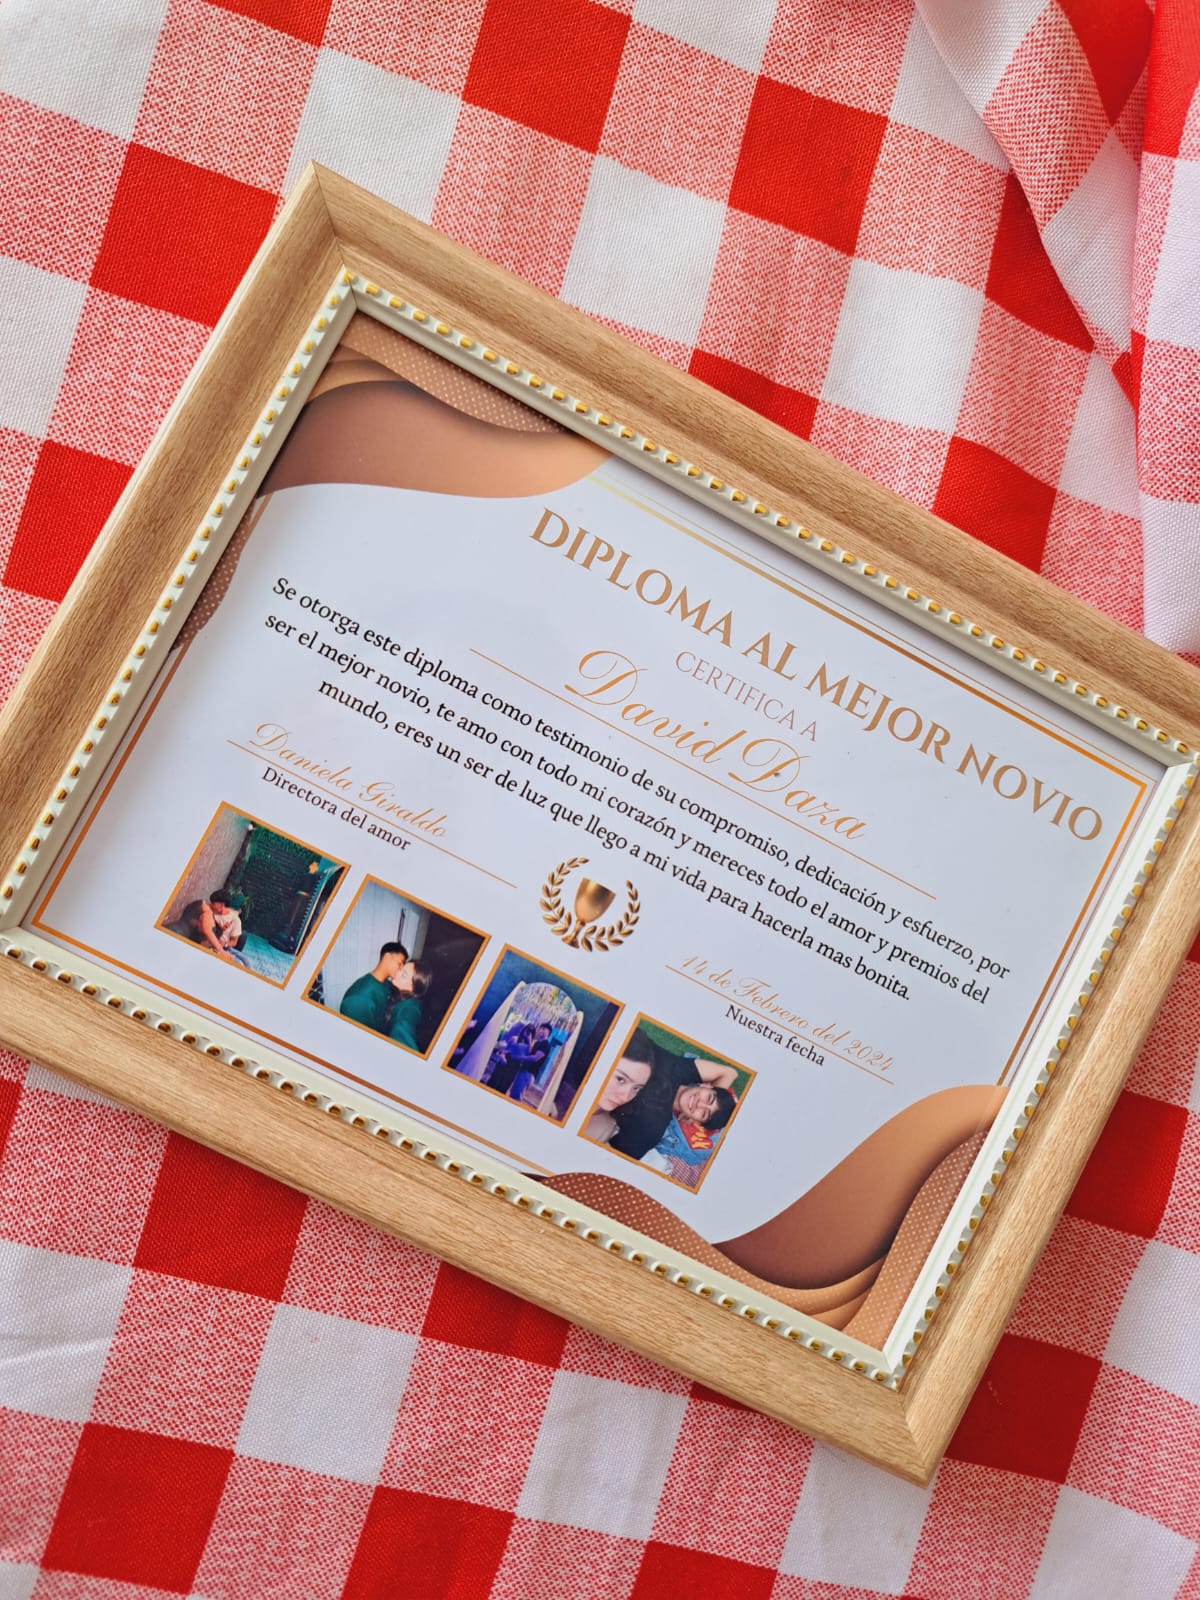 DIPLOMA AL MEJOR NOVIO
CERTIFICA A
David Daza
Se otorga este diploma como testimonio de su compromiso, dedicación y esfuerzo, por
ser el mejor novio, te amo con todo mi corazón y mereces todo el amor y premios del
mundo, eres un ser de luz que llego a mi vida para hacerla mas bonita.
Daniela Giraldo
Directora del amor
14 de Febrero del 2024
Nuestra fecha